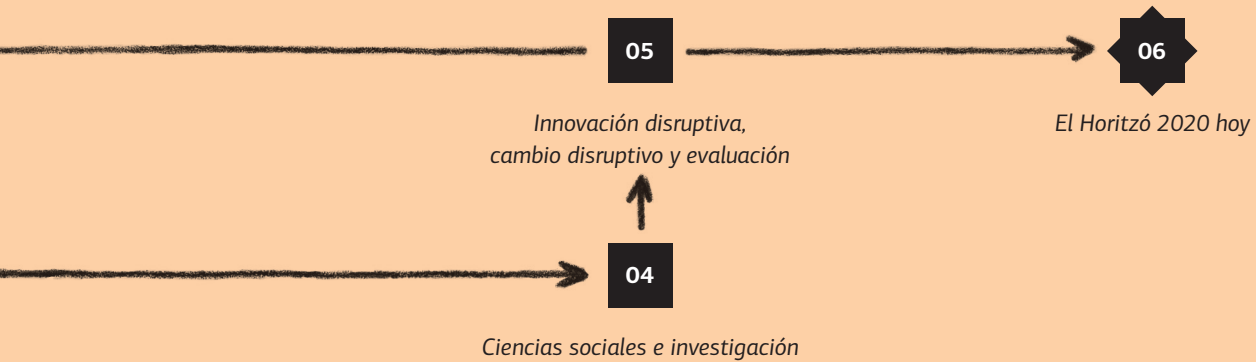 05
06
Innovación disruptiva,
cambio disruptivo y evaluación
El Horitzó 2020 hoy
04
Ciencias sociales e investigación